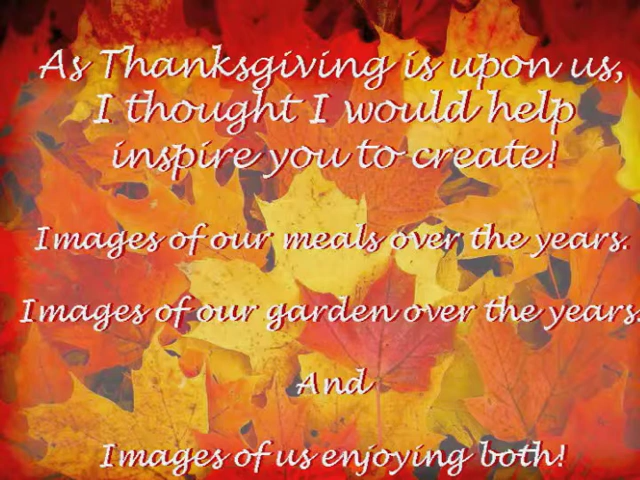 As Thanksgiving is upon us,
I thought I would help
inspire you to create!
Images of our meals over the years.
Images of our garden over the years.
And
Images of us enjoying both!